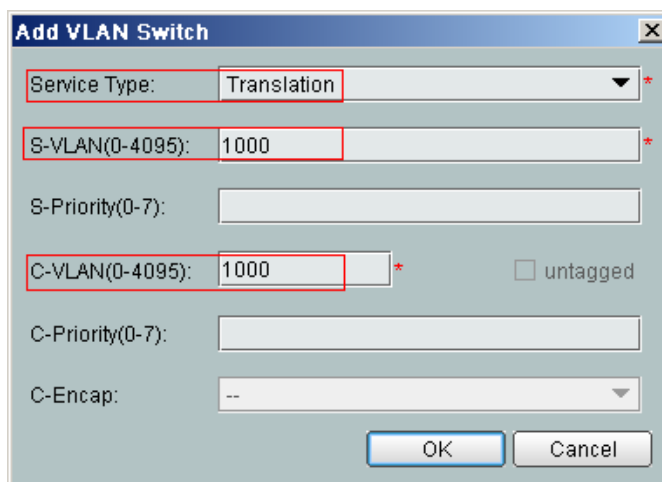 Add VLAN Switch
Service Type: Translation *
S-VLAN(0-4095): 1000 *
S-Priority(0-7):
C-VLAN(0-4095): 1000 * untagged
C-Priority(0-7):
C-Encap: --
OK Cancel